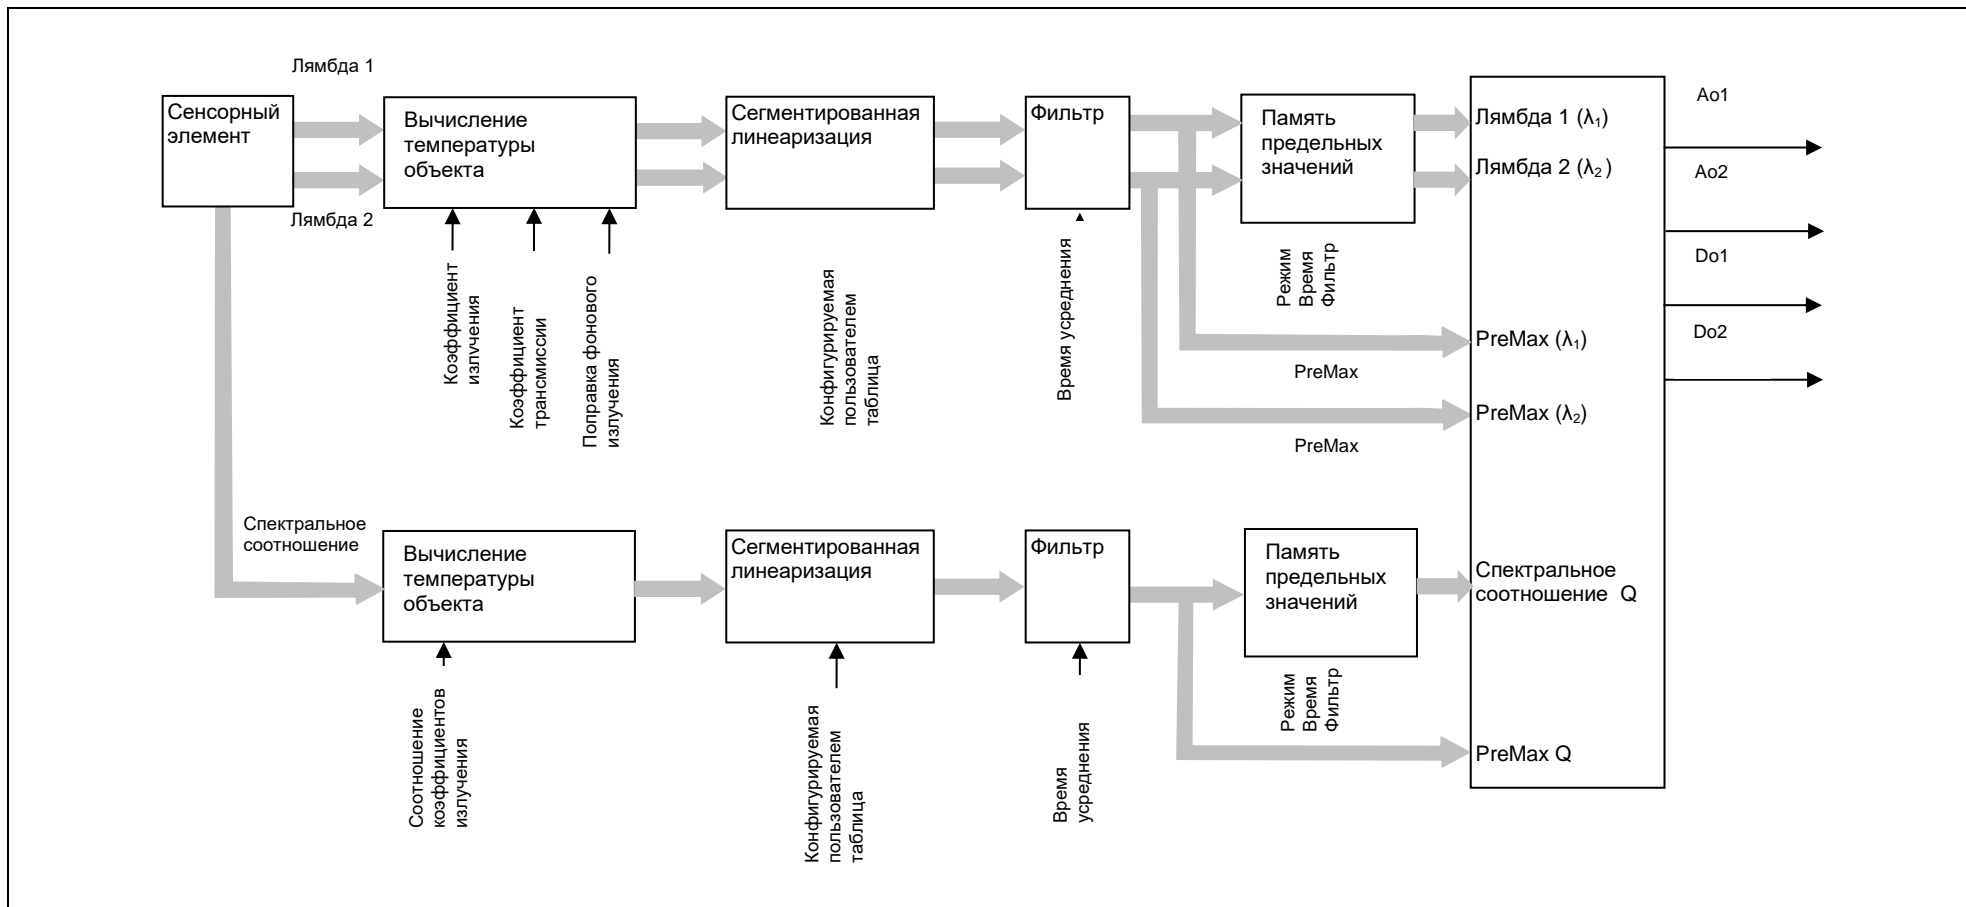 Лямбда 1
Сенсорный
элемент
Лямбда 2
Вычисление
температуры
объекта
Сегментированная
линеаризация
Фильтр
Память
предельных
значений
Лямбда 1 (λ₁)
Лямбда 2 (λ₂)
Ao1
Ao2
Do1
Do2
Коэффициент
излучения
Коэффициент
трансмиссии
Поправка фонового
излучения
Конфигурируемая
пользователем
таблица
Время усреднения
Режим
Время
Фильтр
PreMax (λ₁)
PreMax
PreMax (λ₂)
PreMax
Спектральное
соотношение
Вычисление
температуры
объекта
Сегментированная
линеаризация
Фильтр
Память
предельных
значений
Спектральное
соотношение Q
Соотношение
коэффициентов
излучения
Конфигурируемая
пользователем
таблица
Время
усреднения
Режим
Время
Фильтр
PreMax Q